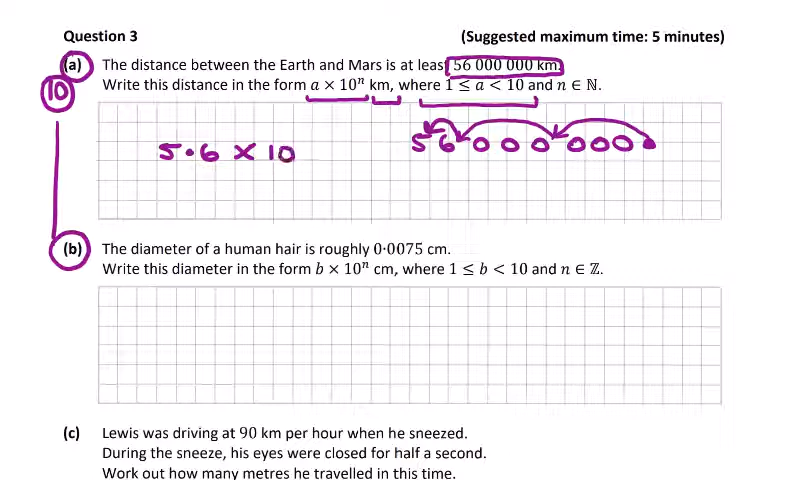 Question 3 (Suggested maximum time: 5 minutes)
(a) The distance between the Earth and Mars is at least 56 000 000 km.
10 Write this distance in the form a × 10ⁿ km, where 1 ≤ a < 10 and n ∈ ℕ.
5·6 × 10 56 000 000.
(b) The diameter of a human hair is roughly 0·0075 cm.
Write this diameter in the form b × 10ⁿ cm, where 1 ≤ b < 10 and n ∈ ℤ.
(c) Lewis was driving at 90 km per hour when he sneezed.
During the sneeze, his eyes were closed for half a second.
Work out how many metres he travelled in this time.